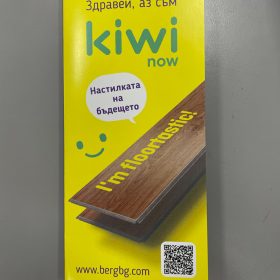 Здравей, аз съм
kiwi
now
Настилката
на
бъдещето
I'm floortastic!
www.bergbg.com